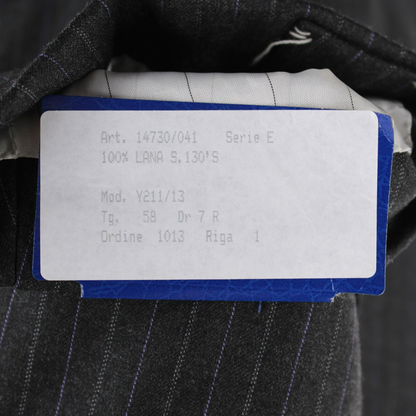 Art. 14730/041 Serie E
100% LANA S.130'S
Mod. Y211/13
Tg. 58 Dr 7 R
Ordine 1013 Riga 1